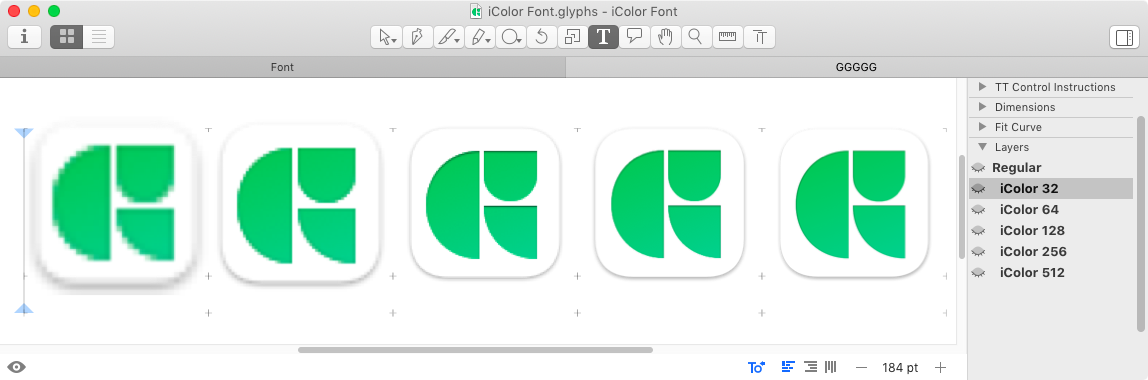 iColor Font.glyphs - iColor Font
Font
GGGGG
TT Control Instructions
Dimensions
Fit Curve
Layers
Regular
iColor 32
iColor 64
iColor 128
iColor 256
iColor 512
184 pt